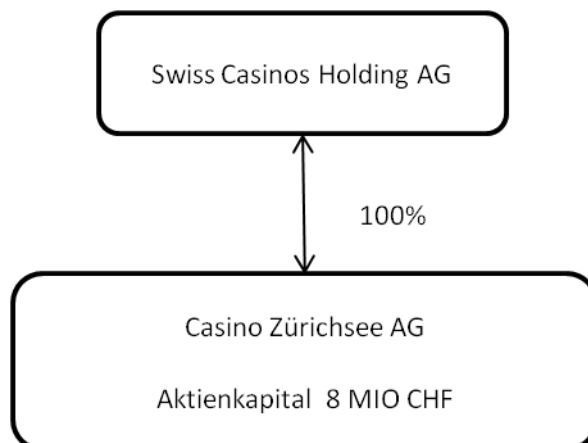 Swiss Casinos Holding AG
100%
Casino Zürichsee AG
Aktienkapital 8 MIO CHF